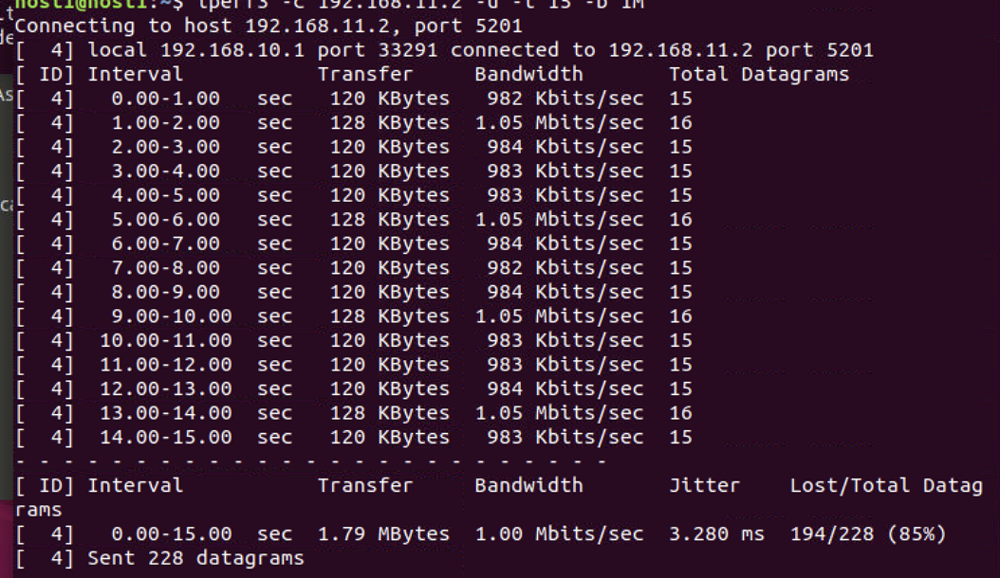 host1@host1:~$ iperf3 -c 192.168.11.2 -u -t 15 -b 1M
Connecting to host 192.168.11.2, port 5201
[  4] local 192.168.10.1 port 33291 connected to 192.168.11.2 port 5201
[ ID] Interval           Transfer     Bandwidth       Total Datagrams
[  4]   0.00-1.00   sec   120 KBytes   982 Kbits/sec  15
[  4]   1.00-2.00   sec   128 KBytes  1.05 Mbits/sec  16
[  4]   2.00-3.00   sec   120 KBytes   984 Kbits/sec  15
[  4]   3.00-4.00   sec   120 KBytes   983 Kbits/sec  15
[  4]   4.00-5.00   sec   120 KBytes   983 Kbits/sec  15
[  4]   5.00-6.00   sec   128 KBytes  1.05 Mbits/sec  16
[  4]   6.00-7.00   sec   120 KBytes   984 Kbits/sec  15
[  4]   7.00-8.00   sec   120 KBytes   982 Kbits/sec  15
[  4]   8.00-9.00   sec   120 KBytes   984 Kbits/sec  15
[  4]   9.00-10.00  sec   128 KBytes  1.05 Mbits/sec  16
[  4]  10.00-11.00  sec   120 KBytes   983 Kbits/sec  15
[  4]  11.00-12.00  sec   120 KBytes   983 Kbits/sec  15
[  4]  12.00-13.00  sec   120 KBytes   984 Kbits/sec  15
[  4]  13.00-14.00  sec   128 KBytes  1.05 Mbits/sec  16
[  4]  14.00-15.00  sec   120 KBytes   983 Kbits/sec  15
- - - - - - - - - - - - - - - - - - - - - - - - -
[ ID] Interval           Transfer     Bandwidth       Jitter    Lost/Total Datag
rams
[  4]   0.00-15.00  sec  1.79 MBytes  1.00 Mbits/sec  3.280 ms  194/228 (85%)
[  4] Sent 228 datagrams